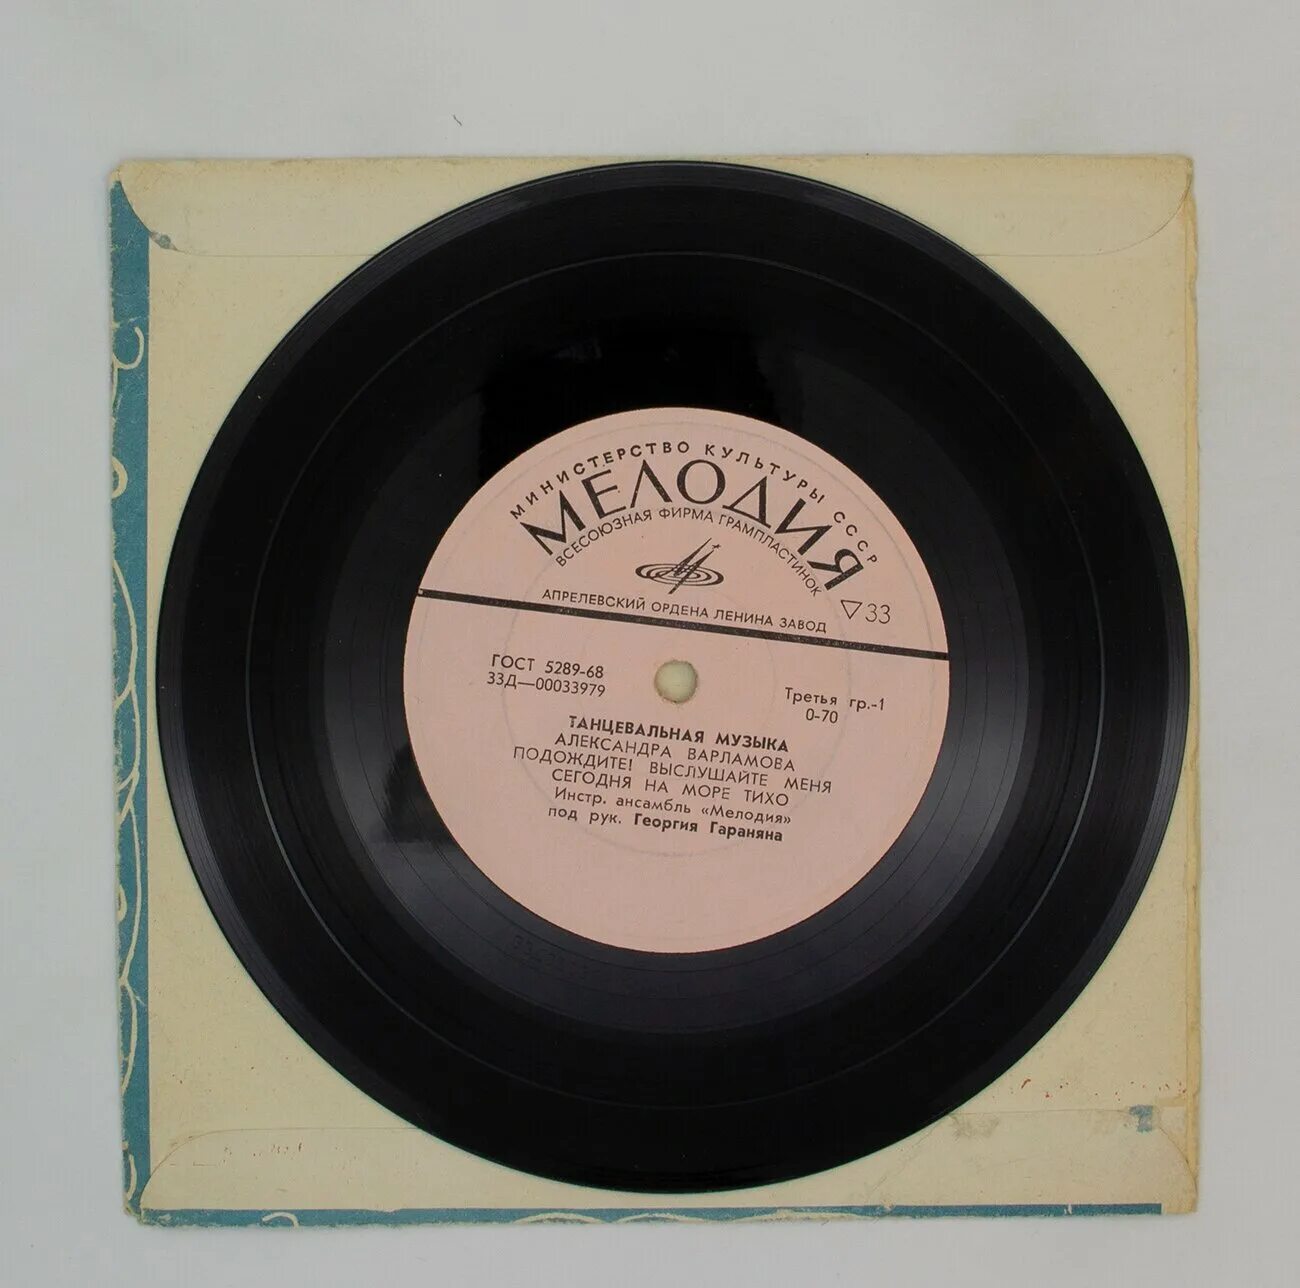 МИНИСТЕРСТВО КУЛЬТУРЫ СССР
МЕЛОДИЯ
ВСЕСОЮЗНАЯ ФИРМА ГРАМПЛАСТИНОК
АПРЕЛЕВСКИЙ ОРДЕНА ЛЕНИНА ЗАВОД
▽33
ГОСТ 5289-68
33Д—00033979
Третья гр.-1
0-70
ТАНЦЕВАЛЬНАЯ МУЗЫКА
АЛЕКСАНДРА ВАРЛАМОВА
ПОДОЖДИТЕ! ВЫСЛУШАЙТЕ МЕНЯ
СЕГОДНЯ НА МОРЕ ТИХО
Инстр. ансамбль «Мелодия»
под рук. Георгия Гараняна